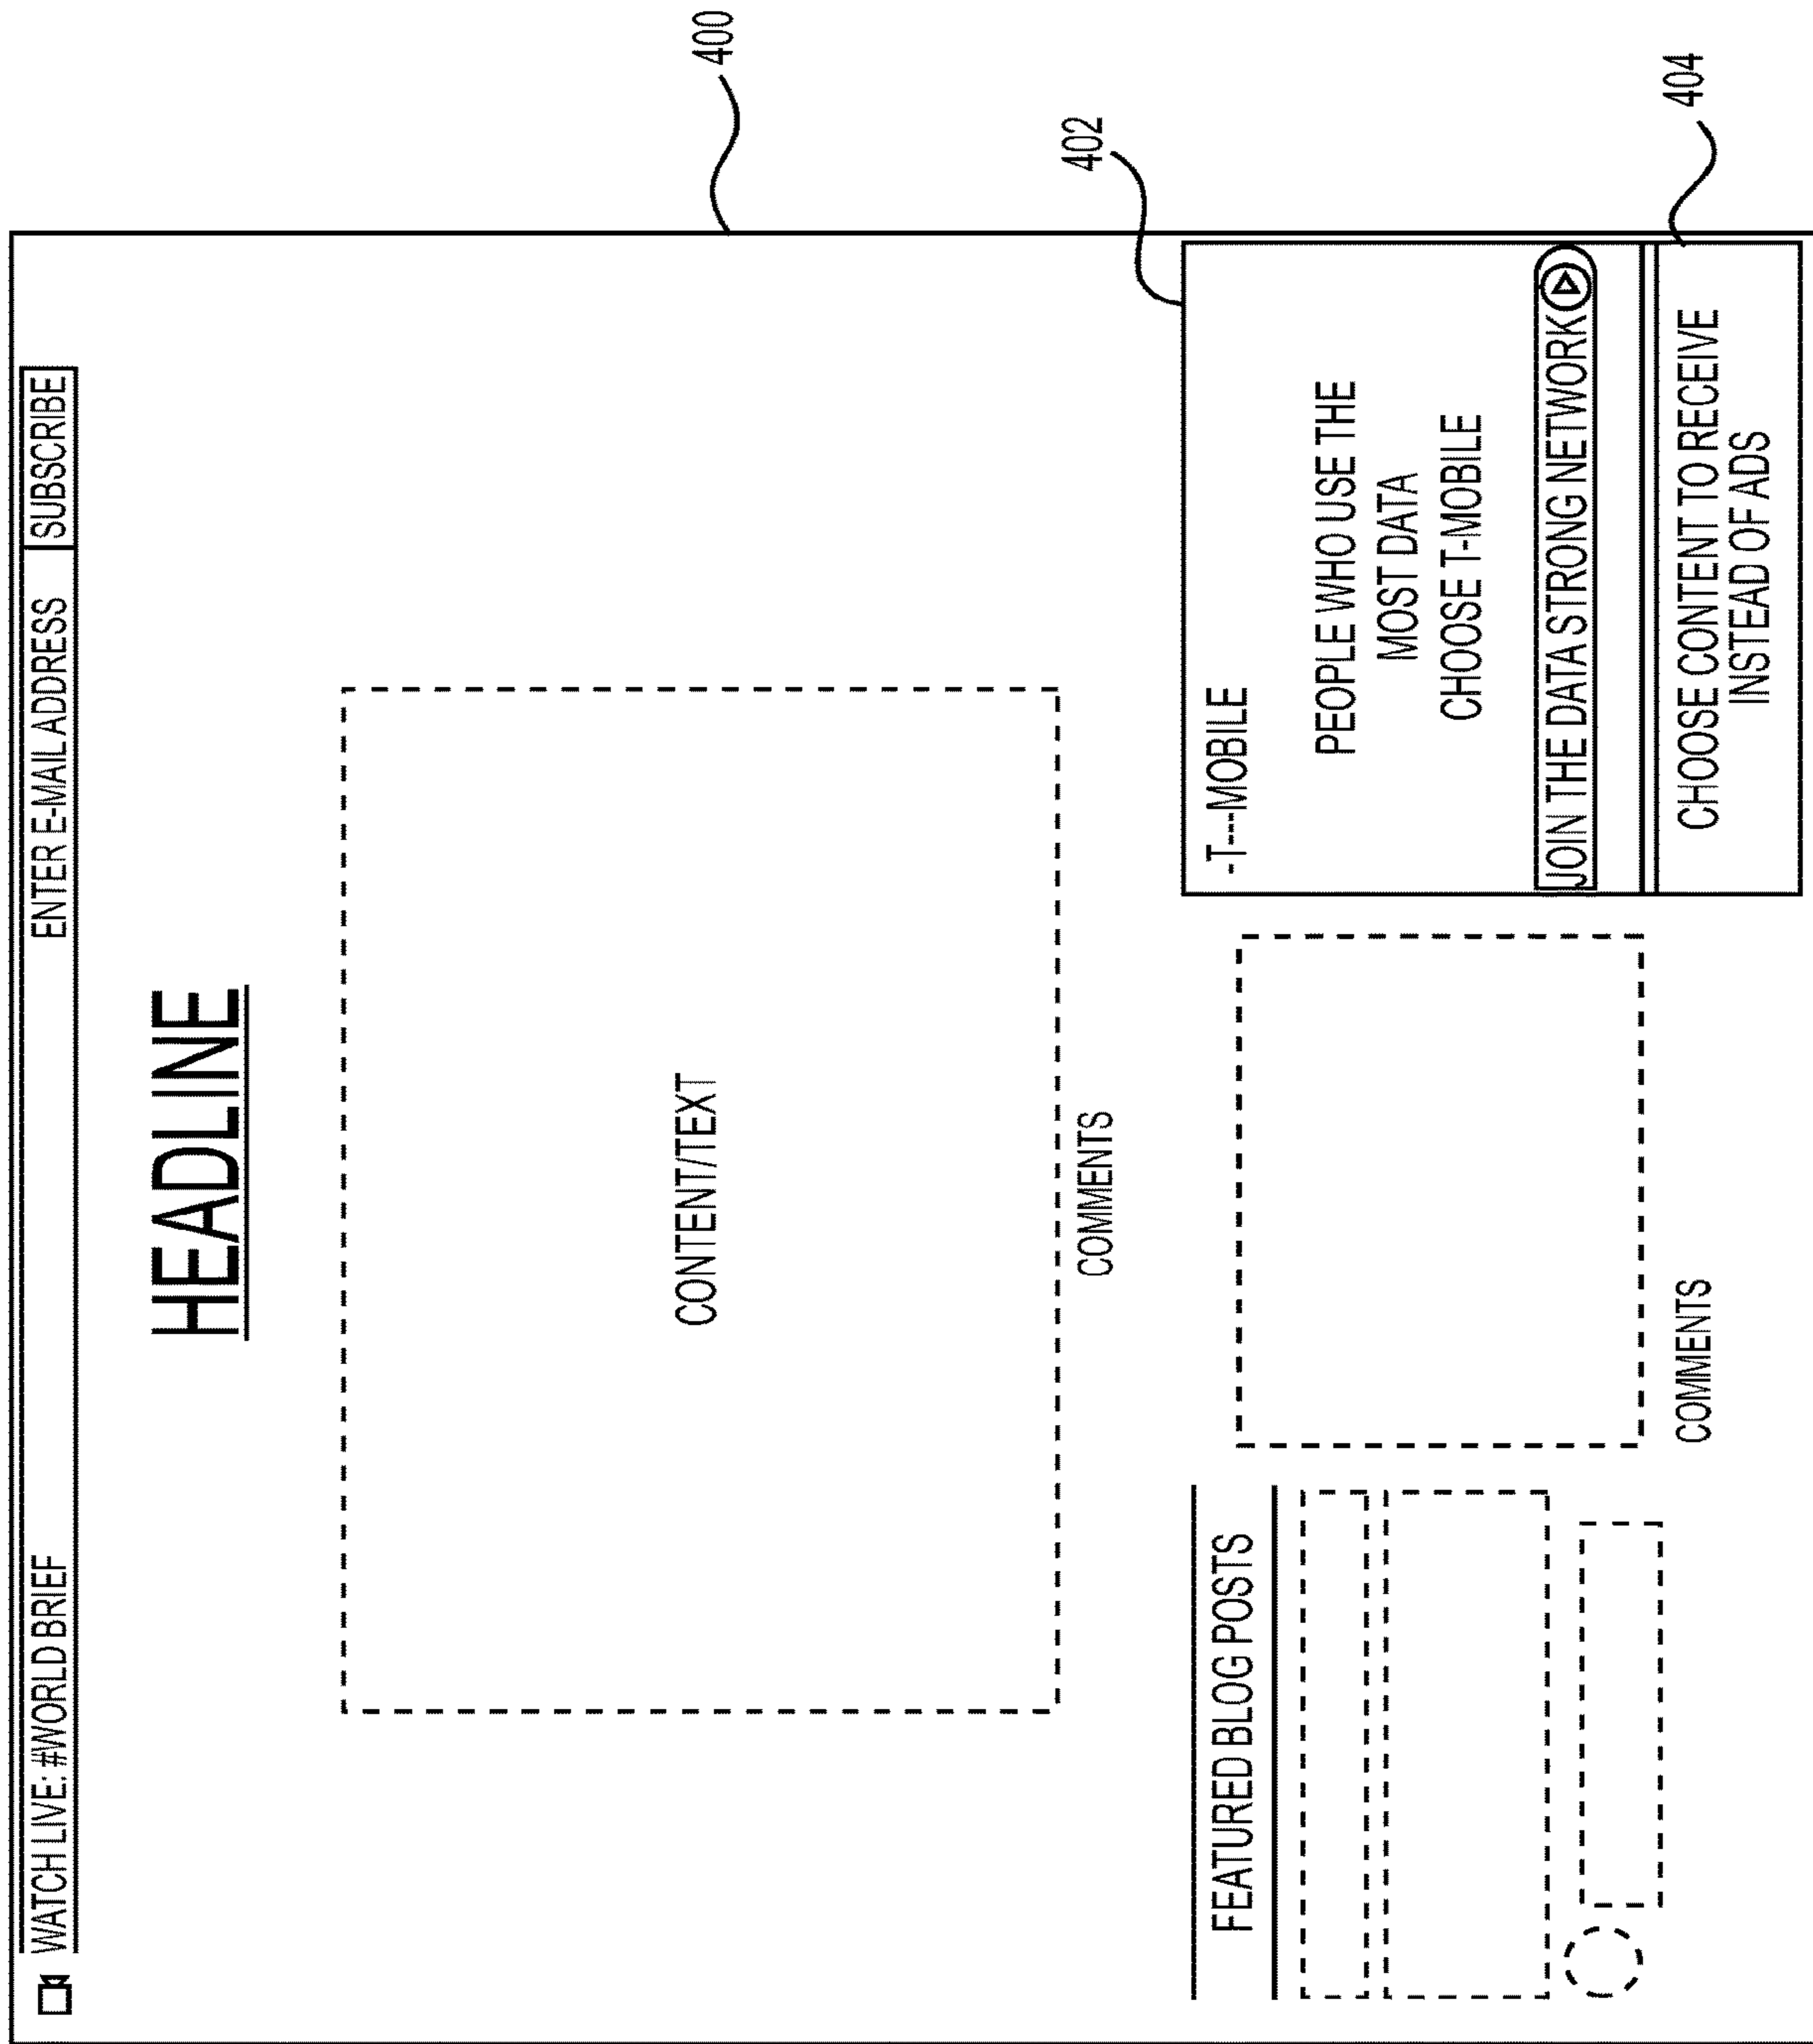 WATCH LIVE: #WORLD BRIEF
ENTER E-MAIL ADDRESS
SUBSCRIBE
HEADLINE
400
CONTENT/TEXT
COMMENTS
402
FEATURED BLOG POSTS
COMMENTS
-T---MOBILE
PEOPLE WHO USE THE
MOST DATA
CHOOSE T-MOBILE
JOIN THE DATA STRONG NETWORK
404
CHOOSE CONTENT TO RECEIVE
INSTEAD OF ADS